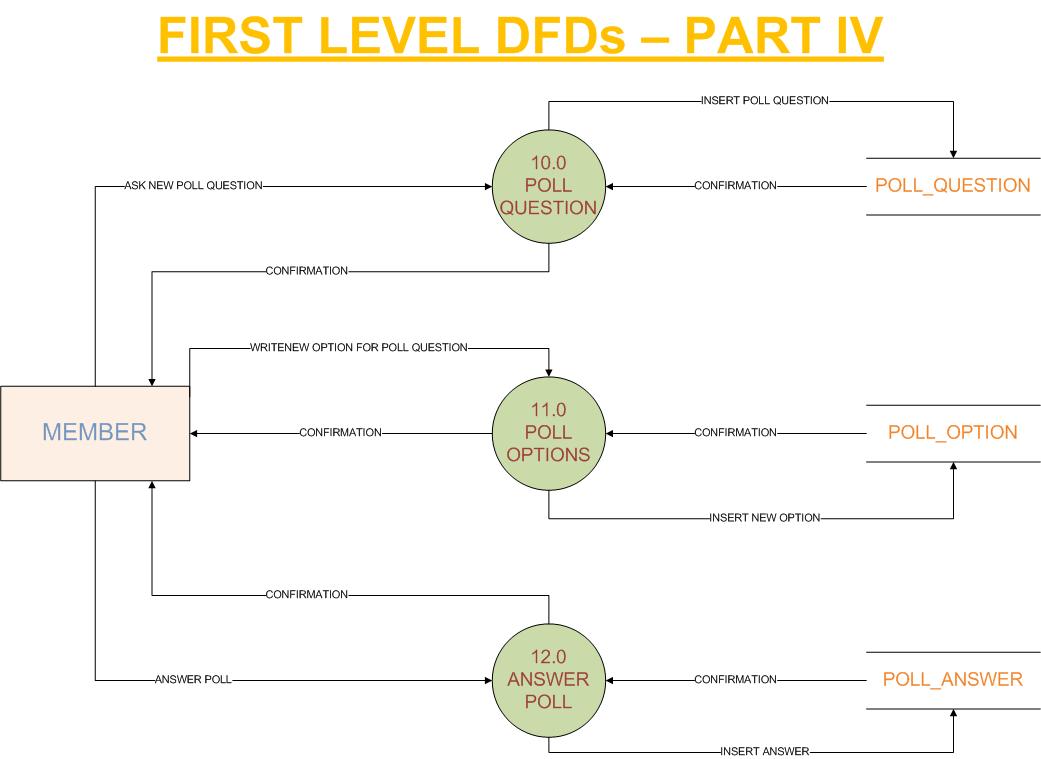 FIRST LEVEL DFDs – PART IV
INSERT POLL QUESTION
10.0
POLL
QUESTION
ASK NEW POLL QUESTION
CONFIRMATION
POLL_QUESTION
CONFIRMATION
WRITENEW OPTION FOR POLL QUESTION
11.0
POLL
OPTIONS
MEMBER
CONFIRMATION
CONFIRMATION
POLL_OPTION
INSERT NEW OPTION
CONFIRMATION
12.0
ANSWER
POLL
ANSWER POLL
CONFIRMATION
POLL_ANSWER
INSERT ANSWER